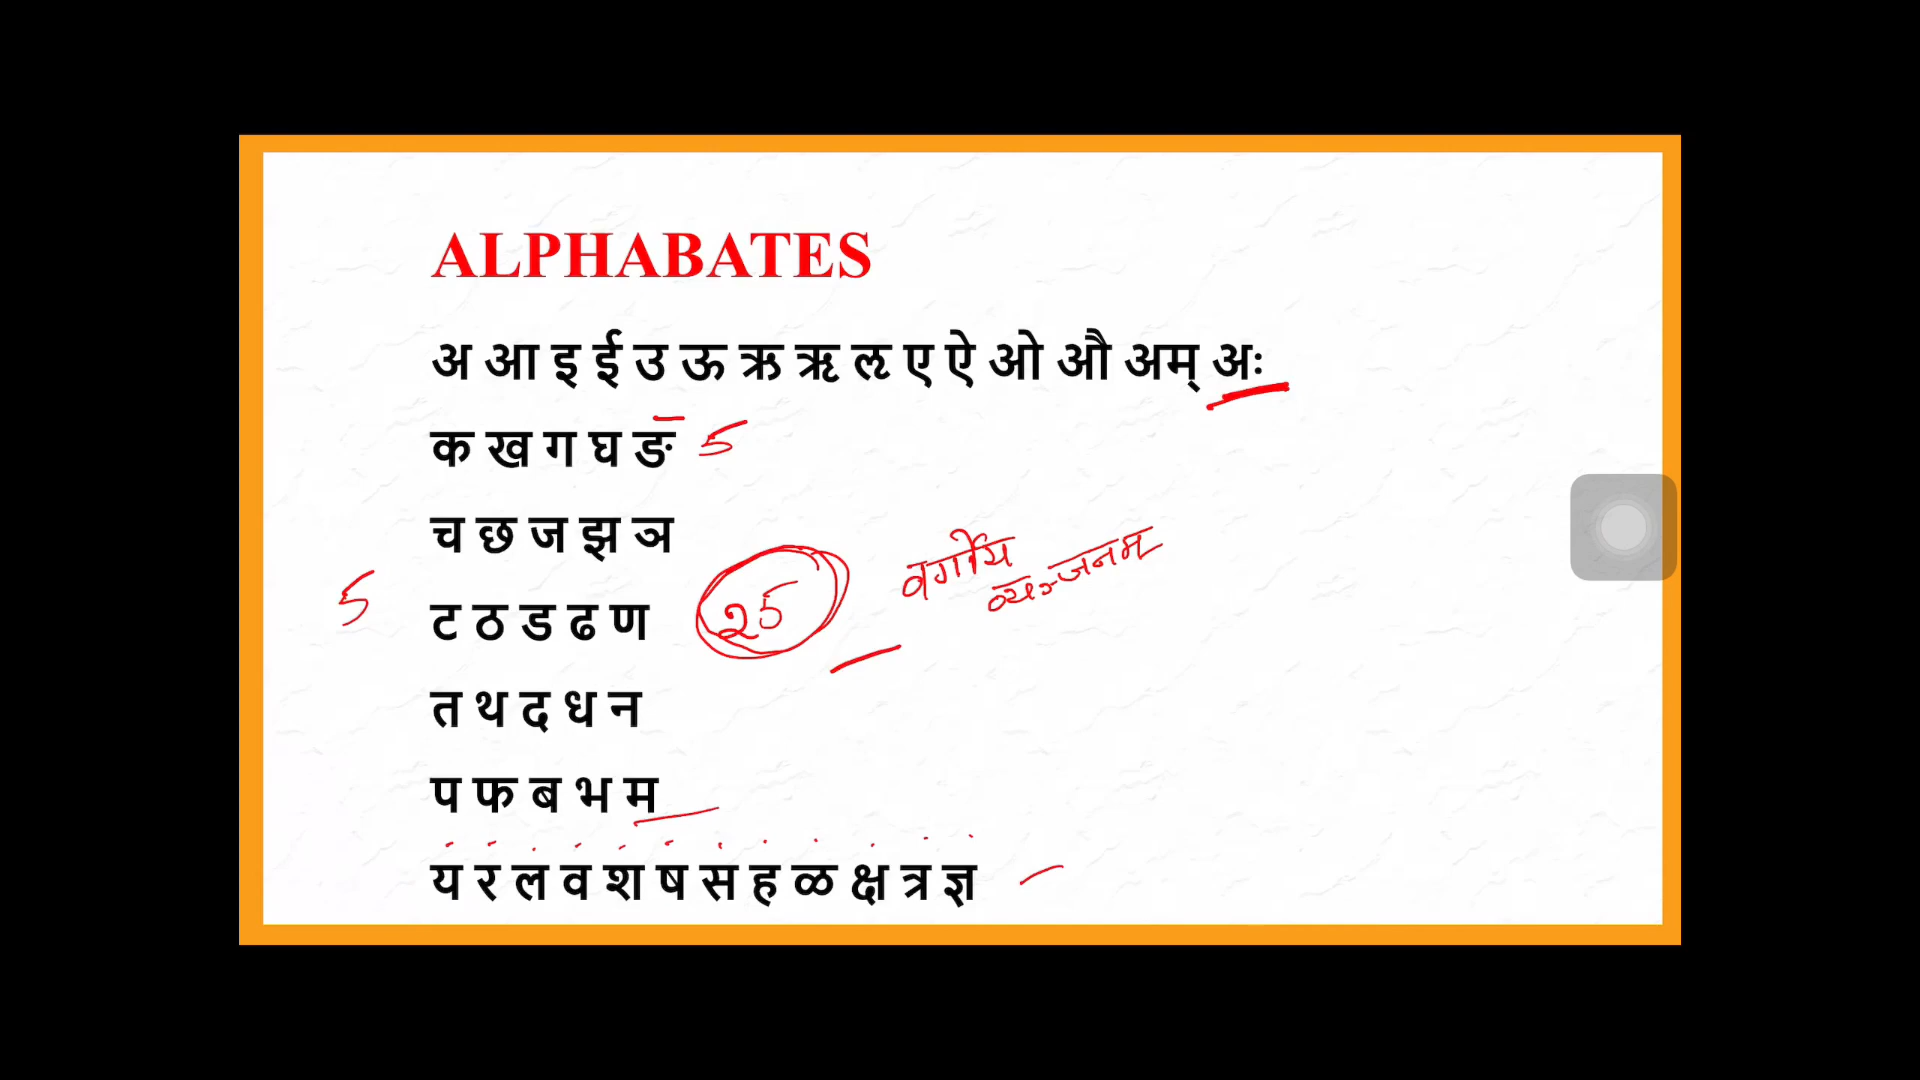 ALPHABATES
अ आ इ ई उ ऊ ऋ ॠ ऌ ए ऐ ओ औ अम् अः
क ख ग घ ङ 5
च छ ज झ ञ
5 ट ठ ड ढ ण 25 वर्गीय व्यञ्जनम्
त थ द ध न
प फ ब भ म
य र ल व श ष स ह ळ क्ष त्र ज्ञ